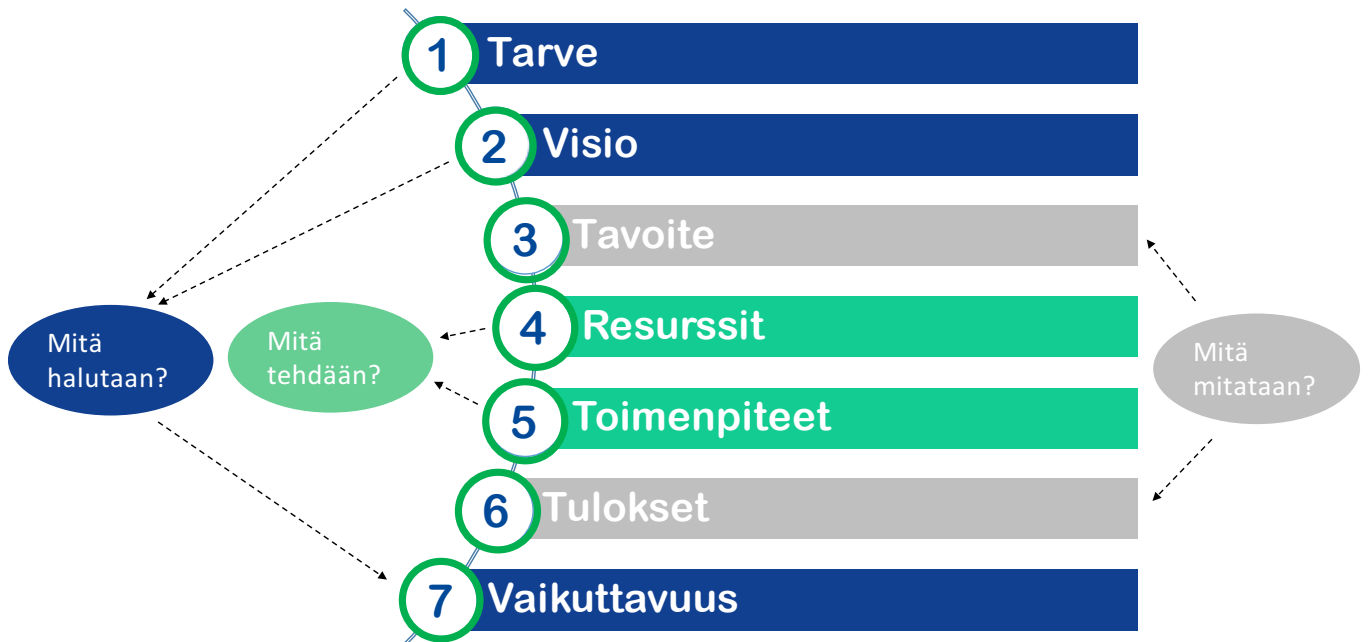 1 Tarve
2 Visio
3 Tavoite
4 Resurssit
5 Toimenpiteet
6 Tulokset
7 Vaikuttavuus
Mitä
halutaan?
Mitä
tehdään?
Mitä
mitataan?